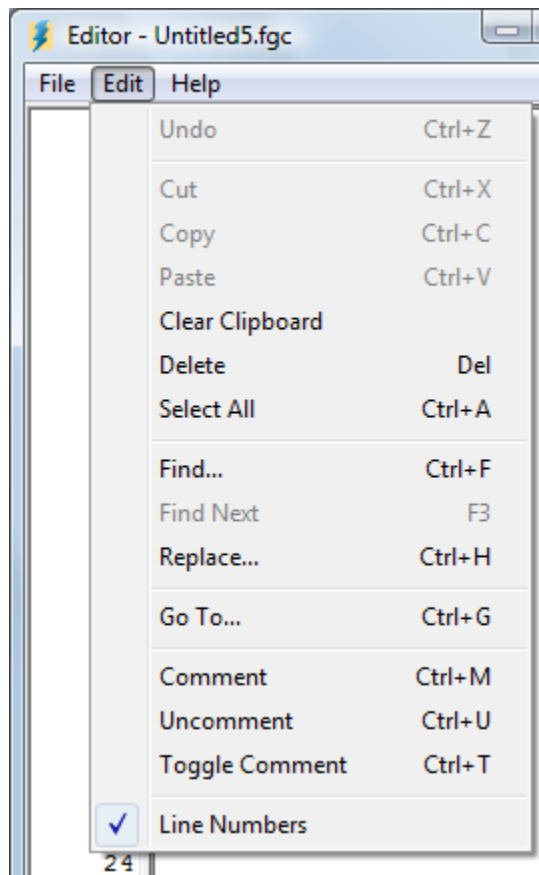 Editor - Untitled5.fgc
File Edit Help
Undo Ctrl+Z
Cut Ctrl+X
Copy Ctrl+C
Paste Ctrl+V
Clear Clipboard
Delete Del
Select All Ctrl+A
Find... Ctrl+F
Find Next F3
Replace... Ctrl+H
Go To... Ctrl+G
Comment Ctrl+M
Uncomment Ctrl+U
Toggle Comment Ctrl+T
Line Numbers
24